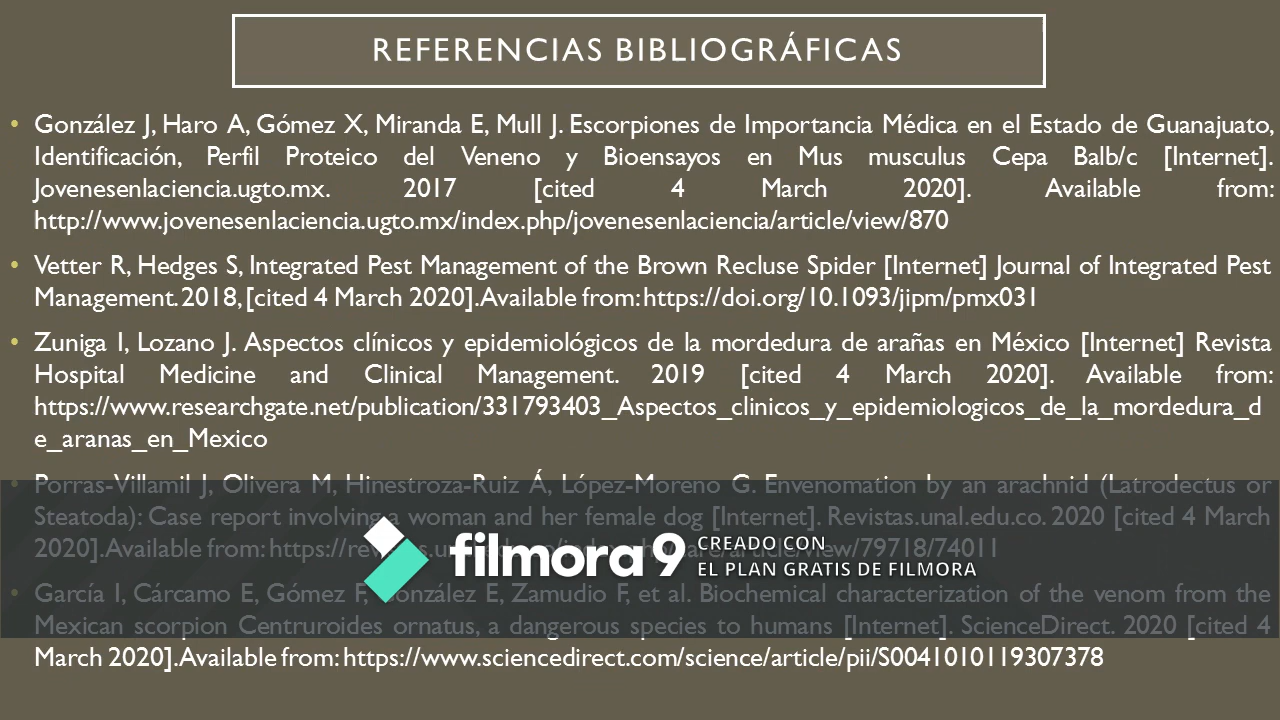 REFERENCIAS BIBLIOGRÁFICAS
• González J, Haro A, Gómez X, Miranda E, Mull J. Escorpiones de Importancia Médica en el Estado de Guanajuato,
Identificación, Perfil Proteico del Veneno y Bioensayos en Mus musculus Cepa Balb/c [Internet].
Jovenesenlaciencia.ugto.mx. 2017 [cited 4 March 2020]. Available from:
http://www.jovenesenlaciencia.ugto.mx/index.php/jovenesenlaciencia/article/view/870
• Vetter R, Hedges S, Integrated Pest Management of the Brown Recluse Spider [Internet] Journal of Integrated Pest
Management. 2018, [cited 4 March 2020]. Available from: https://doi.org/10.1093/jipm/pmx031
• Zuniga I, Lozano J. Aspectos clínicos y epidemiológicos de la mordedura de arañas en México [Internet] Revista
Hospital Medicine and Clinical Management. 2019 [cited 4 March 2020]. Available from:
https://www.researchgate.net/publication/331793403_Aspectos_clinicos_y_epidemiologicos_de_la_mordedura_d
e_aranas_en_Mexico
• Porras-Villamil J, Olivera M, Hinestroza-Ruiz Á, López-Moreno G. Envenomation by an arachnid (Latrodectus or
Steatoda): Case report involving a woman and her female dog [Internet]. Revistas.unal.edu.co. 2020 [cited 4 March
2020]. Available from:
filmora9 CREADO CON
EL PLAN GRATIS DE FILMORA
• García I, Cárcamo E, Gómez F, González E, Zamudio F, et al. Biochemical characterization of the venom from the
Mexican scorpion Centruroides ornatus, a dangerous species to humans [Internet]. ScienceDirect. 2020 [cited 4
March 2020]. Available from: https://www.sciencedirect.com/science/article/pii/S0041010119307378